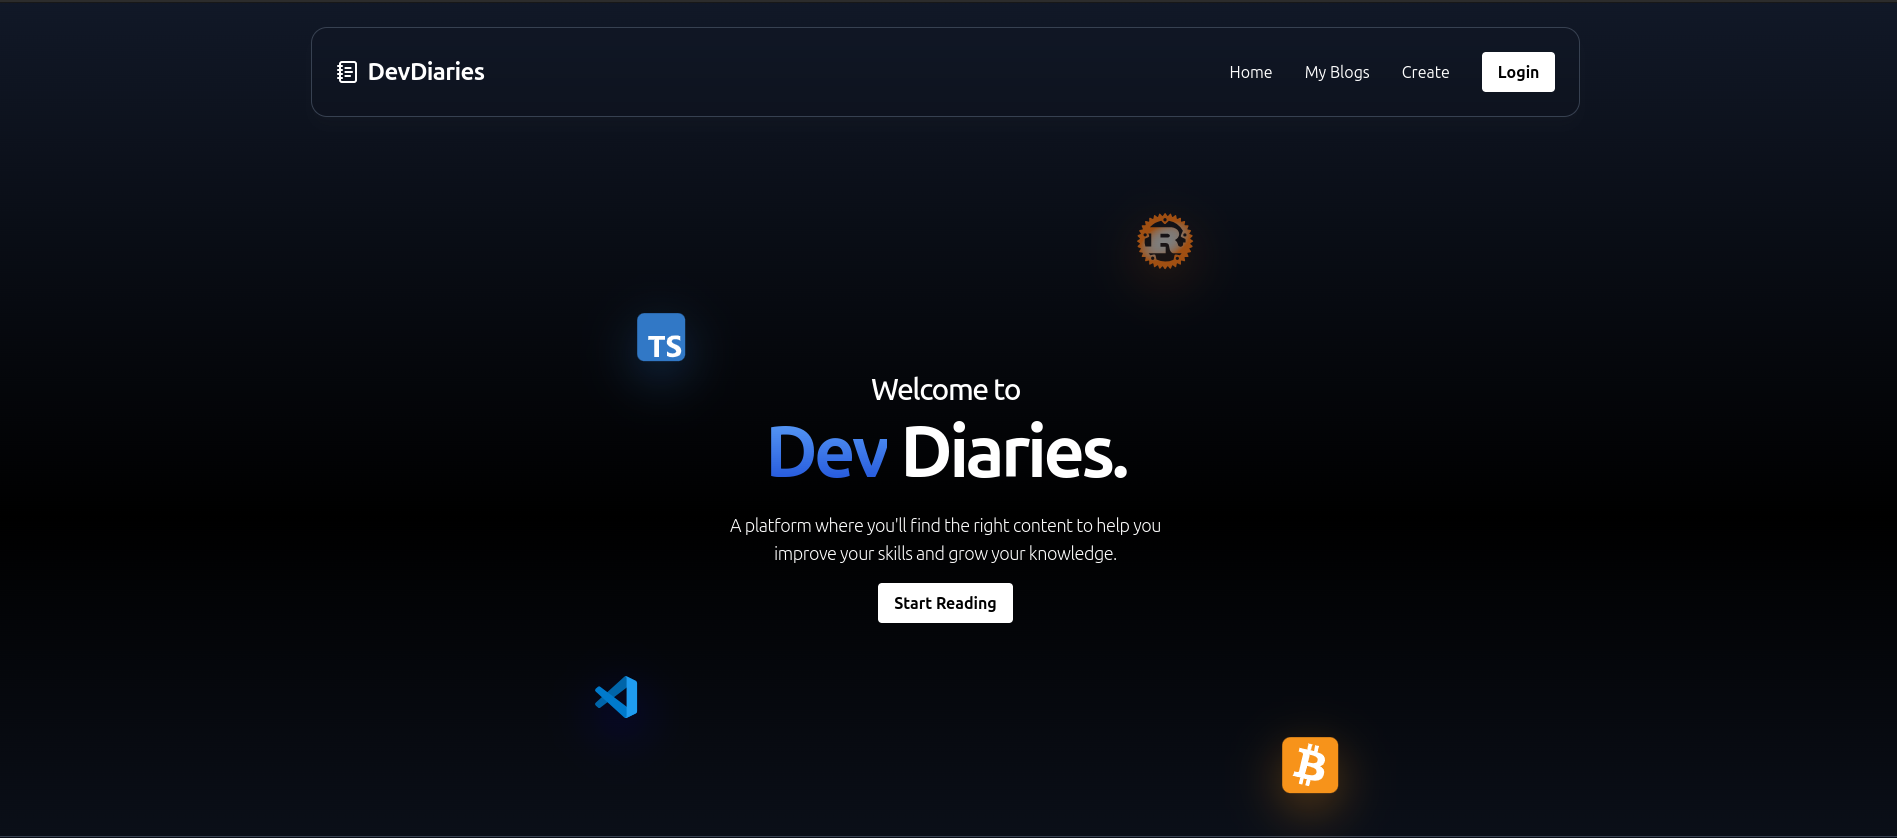 DevDiaries
Home
My Blogs
Create
Login
R
TS
Welcome to
Dev Diaries.
A platform where you'll find the right content to help you
improve your skills and grow your knowledge.
Start Reading